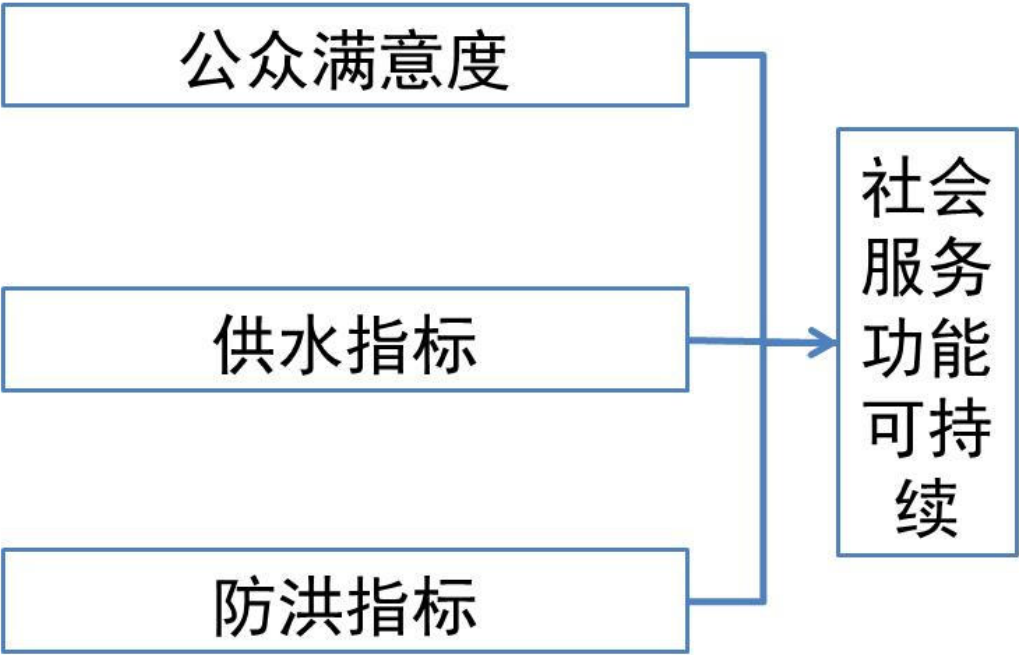 公众满意度
供水指标
防洪指标
社会
服务
功能
可持
续